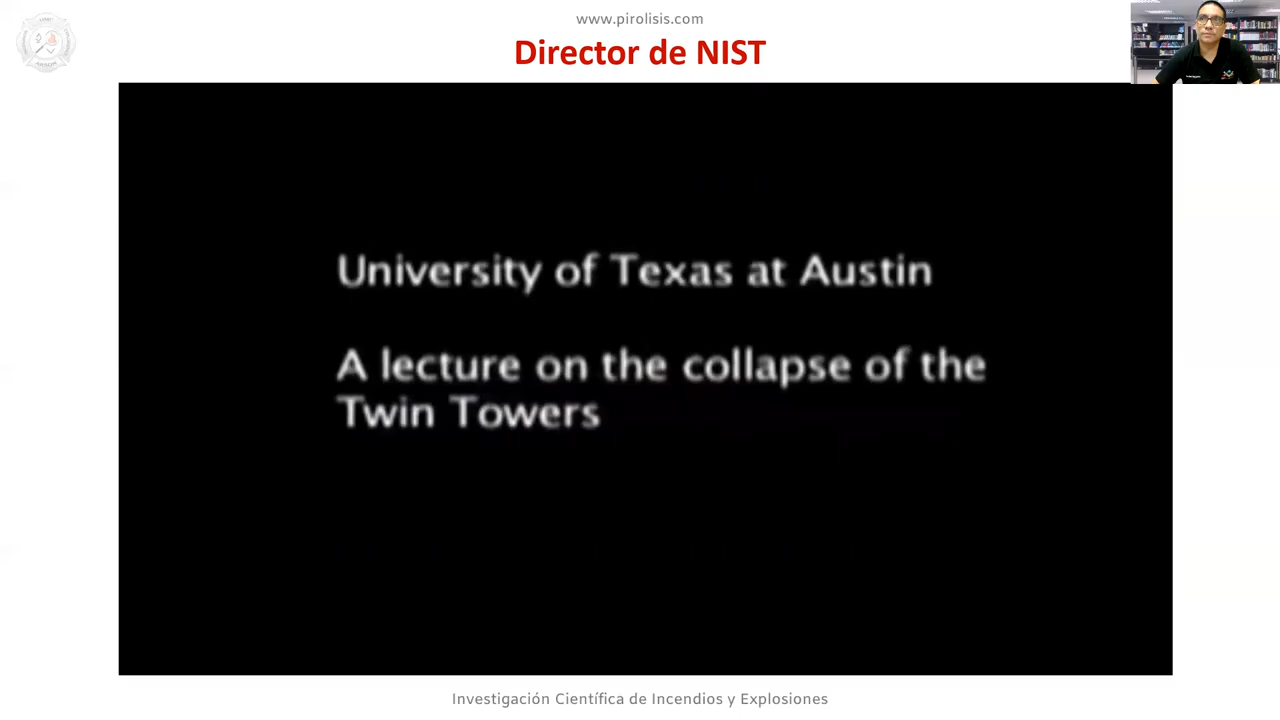 www.pirolisis.com
Director de NIST
University of Texas at Austin
A lecture on the collapse of the
Twin Towers
Investigación Científica de Incendios y Explosiones